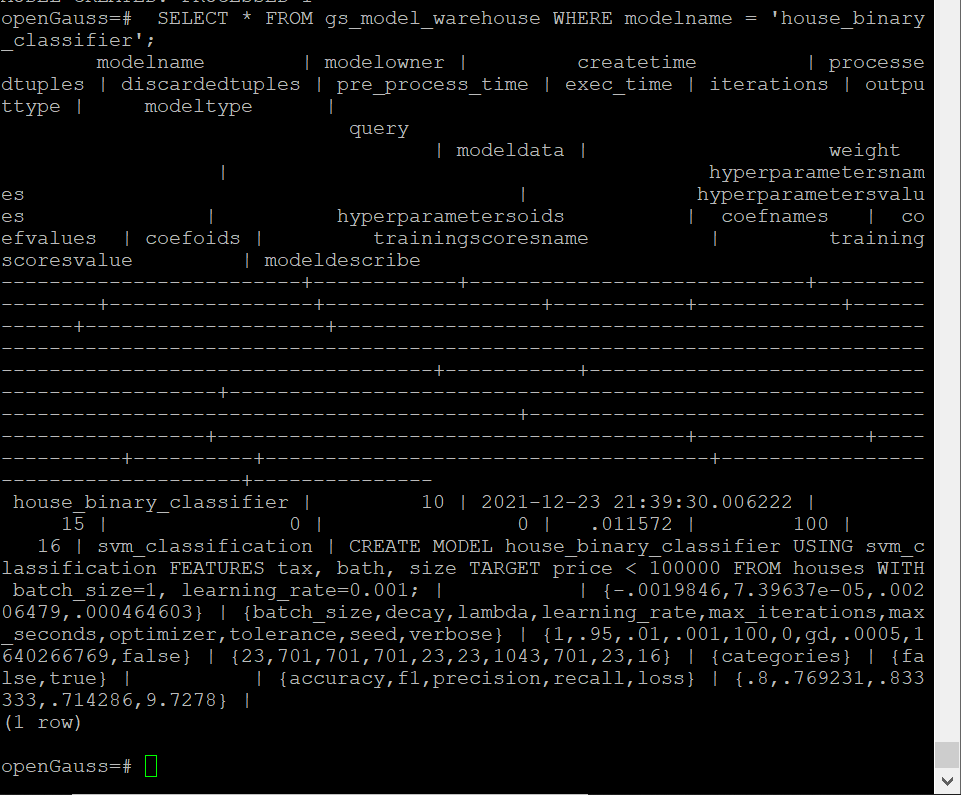 openGauss=#  SELECT * FROM gs_model_warehouse WHERE modelname = 'house_binary
_classifier';
modelname | modelowner | createtime | processe
dtuples | discardedtuples | pre_process_time | exec_time | iterations | outpu
ttype | modeltype |
query
| modeldata | weight
| hyperparametersnam
es | hyperparametersvalu
es | hyperparametersoids | coefnames | co
efvalues | coefoids | trainingscoresname | training
scoresvalue | modeldescribe
------------------------+------------+----------------------------+---------
--------+-----------------+------------------+-----------+------------+------
------+--------------------+-------------------------------------------------
-----------------------------------------------------------------------------
------------------------------------+-----------+----------------------------
------------------+----------------------------------------------------------
-------------------------------------------+---------------------------------
-----------------+---------------------------------------+--------------+----
----------+----------+-------------------------------------+-----------------
--------------------+---------------
house_binary_classifier | 10 | 2021-12-23 21:39:30.006222 |
15 | 0 | 0 | .011572 | 100 |
16 | svm_classification | CREATE MODEL house_binary_classifier USING svm_c
lassification FEATURES tax, bath, size TARGET price < 100000 FROM houses WITH
batch_size=1, learning_rate=0.001; | | {-.0019846,7.39637e-05,.002
06479,.000464603} | {batch_size,decay,lambda,learning_rate,max_iterations,max
_seconds,optimizer,tolerance,seed,verbose} | {1,.95,.01,.001,100,0,gd,.0005,1
640266769,false} | {23,701,701,701,23,23,1043,701,23,16} | {categories} | {fa
lse,true} | | {accuracy,f1,precision,recall,loss} | {.8,.769231,.833
333,.714286,9.7278} |
(1 row)
openGauss=#